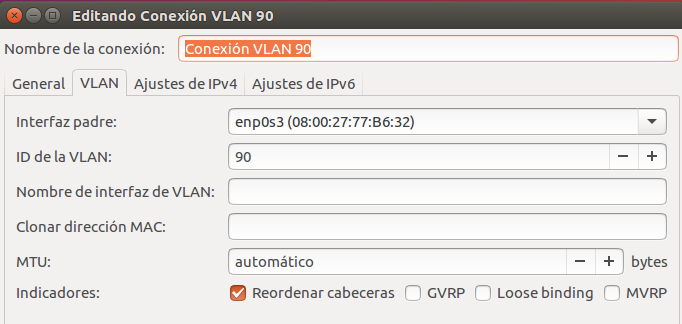 Editando Conexión VLAN 90
Nombre de la conexión: Conexión VLAN 90
General VLAN Ajustes de IPv4 Ajustes de IPv6
Interfaz padre: enp0s3 (08:00:27:77:B6:32)
ID de la VLAN: 90
Nombre de interfaz de VLAN:
Clonar dirección MAC:
MTU: automático bytes
Indicadores: Reordenar cabeceras GVRP Loose binding MVRP